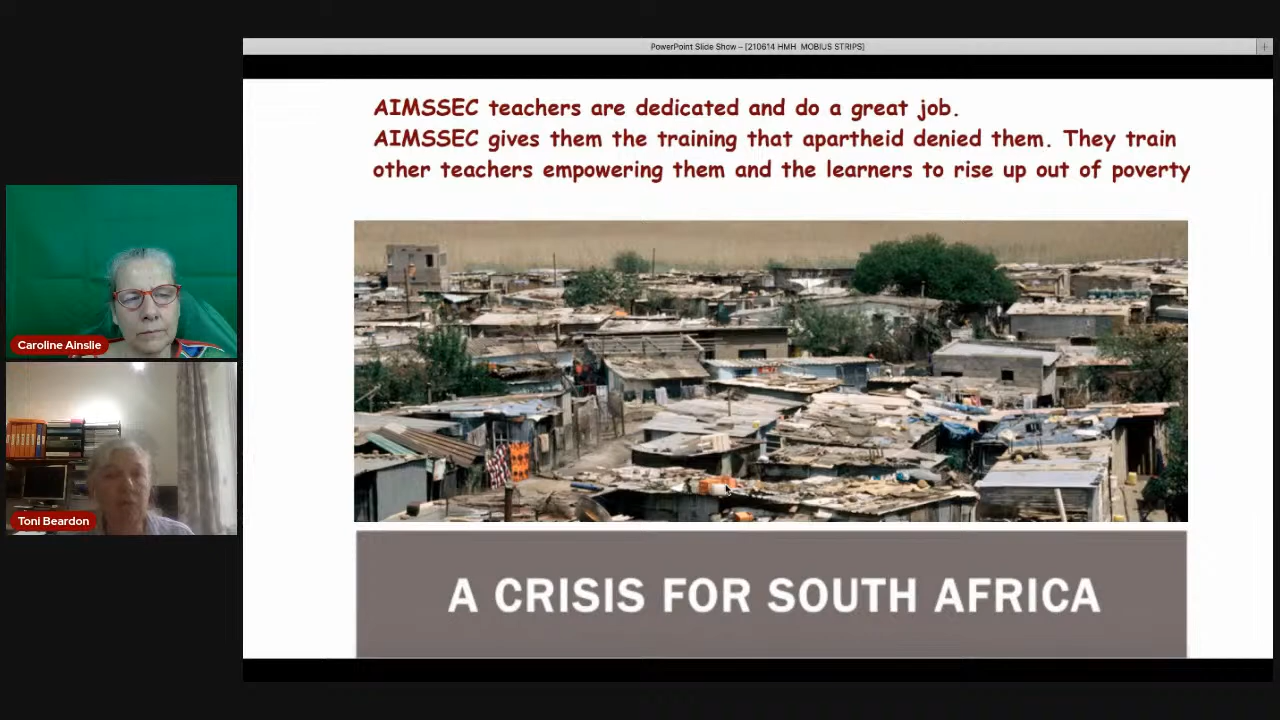 PowerPoint Slide Show – [210614 HMH MOBIUS STRIPS]
AIMSSEC teachers are dedicated and do a great job.
AIMSSEC gives them the training that apartheid denied them. They train
other teachers empowering them and the learners to rise up out of poverty
Caroline Ainslie
Toni Beardon
A CRISIS FOR SOUTH AFRICA